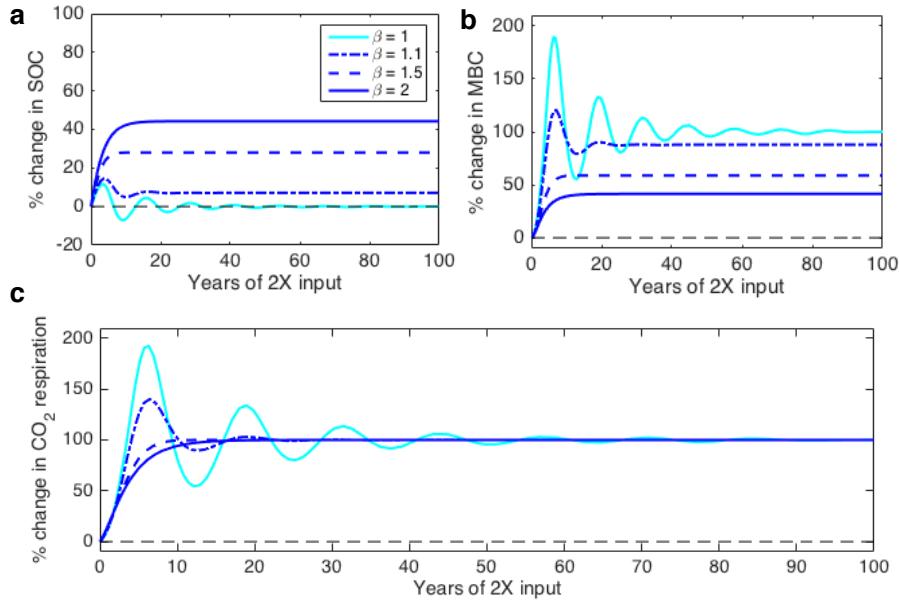 a
% change in SOC
100
80
60
40
20
0
-20
β = 1
β = 1.1
β = 1.5
β = 2
0 20 40 60 80 100
Years of 2X input
b
% change in MBC
200
150
100
50
0
0 20 40 60 80 100
Years of 2X input
c
% change in CO2 respiration
200
150
100
50
0
0 10 20 30 40 50 60 70 80 90 100
Years of 2X input